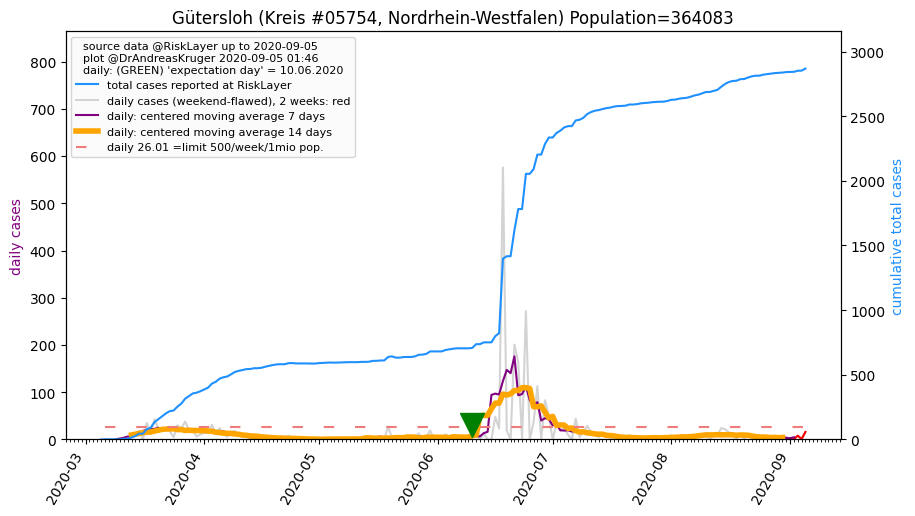 Gütersloh (Kreis #05754, Nordrhein-Westfalen) Population=364083
source data @RiskLayer up to 2020-09-05
plot @DrAndreasKruger 2020-09-05 01:46
daily: (GREEN) 'expectation day' = 10.06.2020
total cases reported at RiskLayer
daily cases (weekend-flawed), 2 weeks: red
daily: centered moving average 7 days
daily: centered moving average 14 days
daily 26.01 =limit 500/week/1mio pop.
daily cases
800
700
600
500
400
300
200
100
0
3000
2500
2000
1500
1000
500
0
cumulative total cases
2020-03
2020-04
2020-05
2020-06
2020-07
2020-08
2020-09